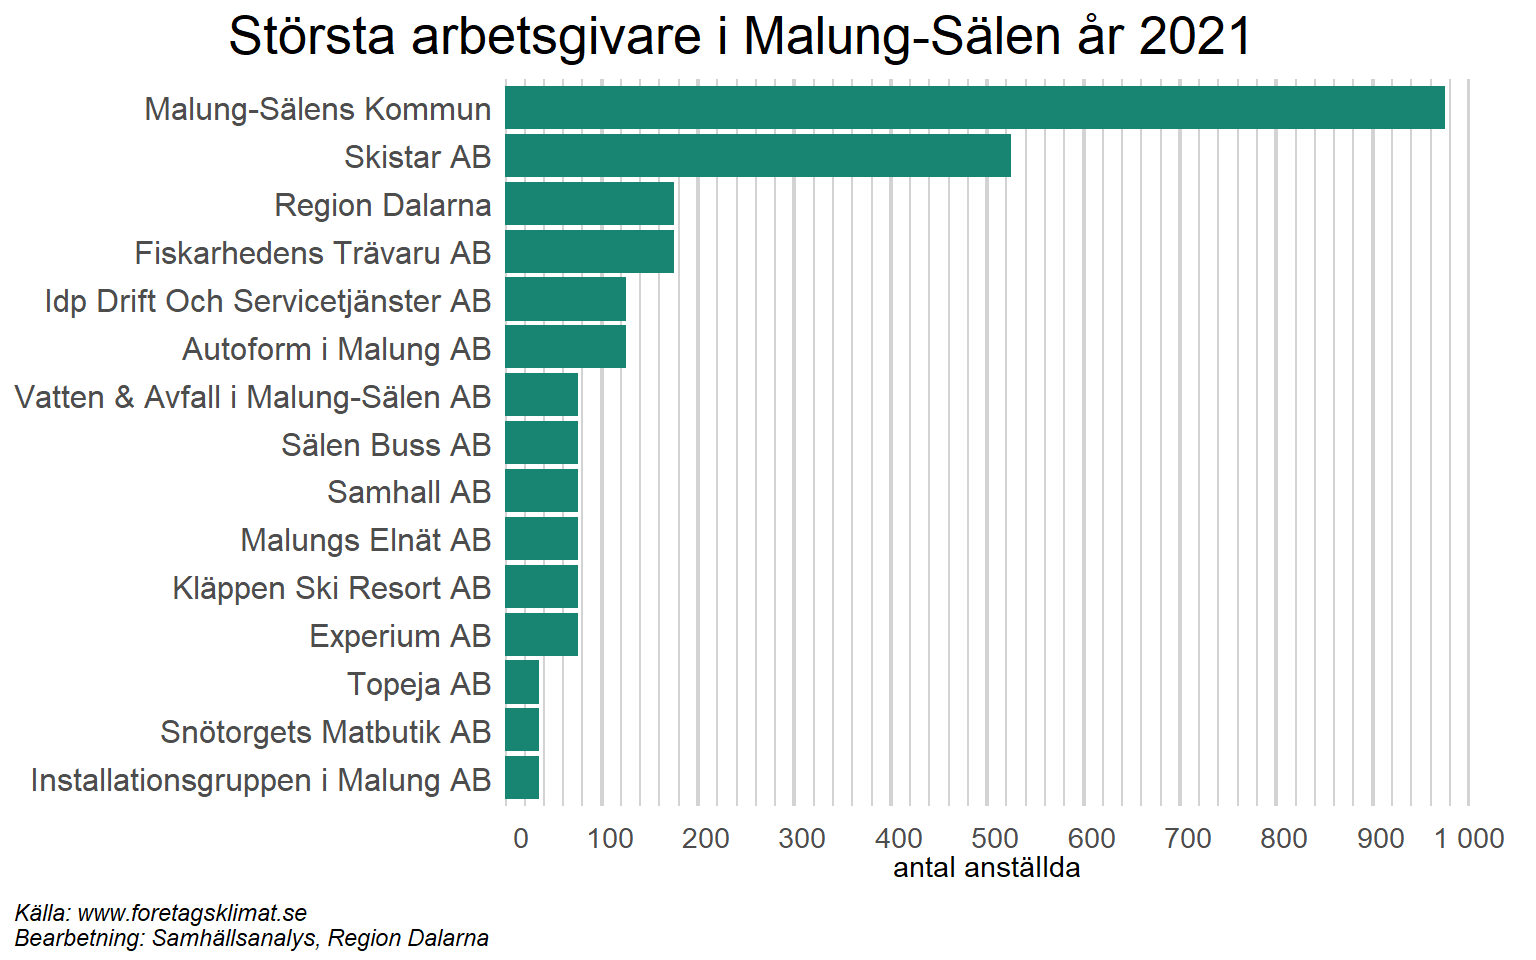 Största arbetsgivare i Malung-Sälen år 2021
Malung-Sälens Kommun
Skistar AB
Region Dalarna
Fiskarhedens Trävaru AB
Idp Drift Och Servicetjänster AB
Autoform i Malung AB
Vatten & Avfall i Malung-Sälen AB
Sälen Buss AB
Samhall AB
Malungs Elnät AB
Kläppen Ski Resort AB
Experium AB
Topeja AB
Snötorgets Matbutik AB
Installationsgruppen i Malung AB
0 100 200 300 400 500 600 700 800 900 1 000
antal anställda
Källa: www.foretagsklimat.se
Bearbetning: Samhällsanalys, Region Dalarna